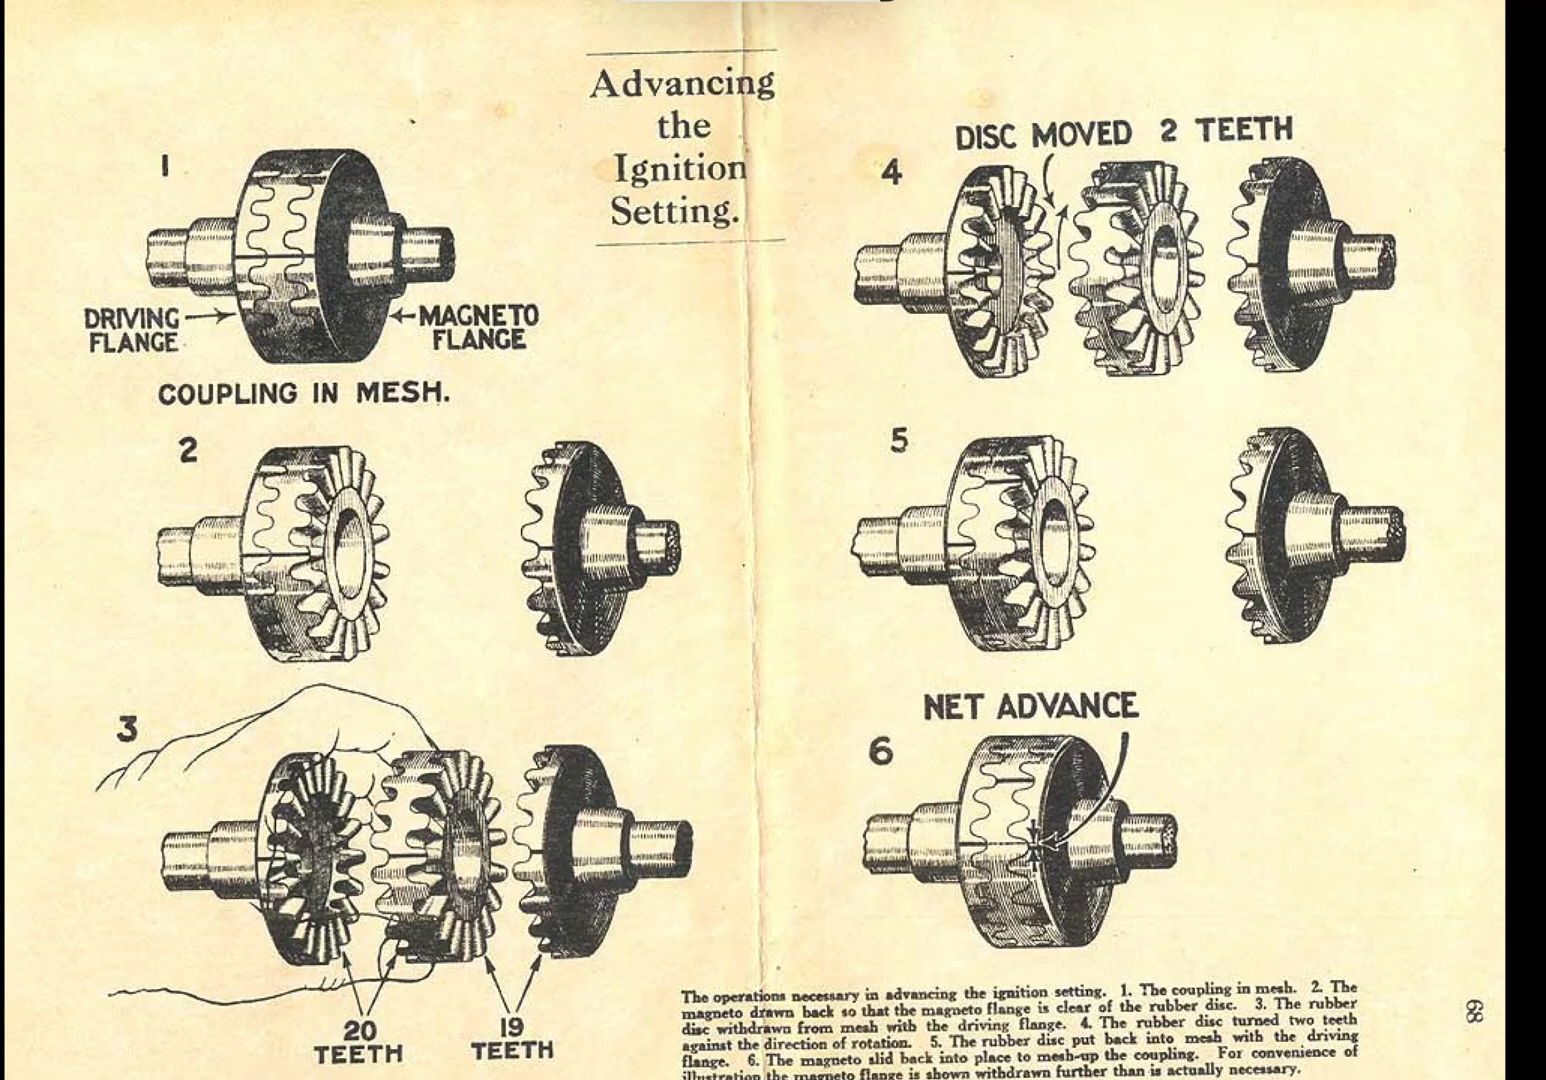 Advancing
the
Ignition
Setting.
1
DRIVING
FLANGE
MAGNETO
FLANGE
COUPLING IN MESH.
2
3
20
TEETH
19
TEETH
DISC MOVED 2 TEETH
4
5
NET ADVANCE
6
The operations necessary in advancing the ignition setting. 1. The coupling in mesh. 2. The
magneto drawn back so that the magneto flange is clear of the rubber disc. 3. The rubber
disc withdrawn from mesh with the driving flange. 4. The rubber disc turned two teeth
against the direction of rotation. 5. The rubber disc put back into mesh with the driving
flange. 6. The magneto slid back into place to mesh-up the coupling. For convenience of
illustration the magneto flange is shown withdrawn further than is actually necessary.
68